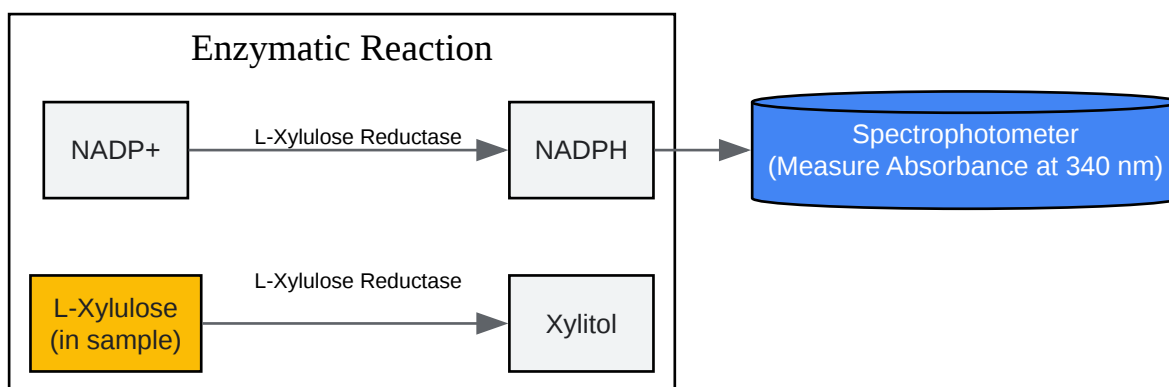 Enzymatic Reaction
NADP+
L-Xylulose Reductase
NADPH
Spectrophotometer
(Measure Absorbance at 340 nm)
L-Xylulose
(in sample)
L-Xylulose Reductase
Xylitol